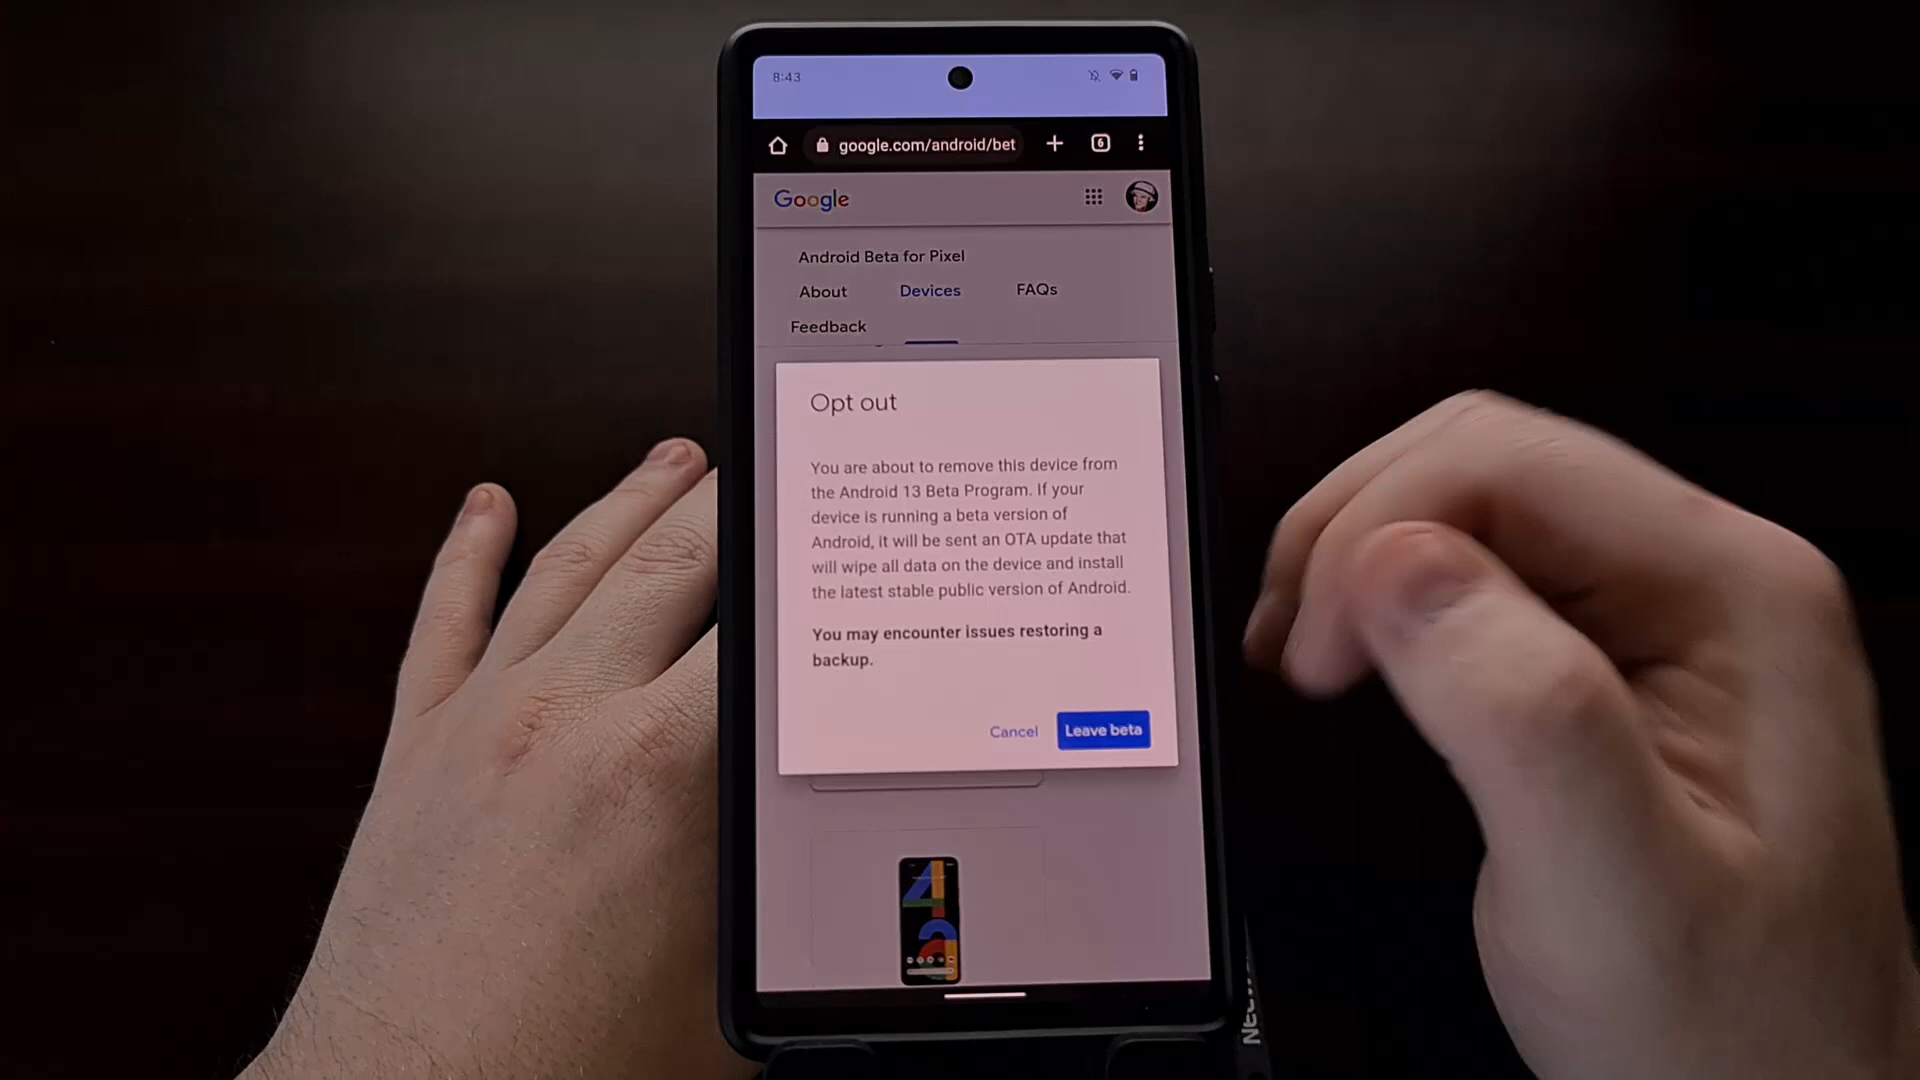 8:43
google.com/android/bet
6
Google
Android Beta for Pixel
About
Devices
FAQs
Feedback
Opt out
You are about to remove this device from
the Android 13 Beta Program. If your
device is running a beta version of
Android, it will be sent an OTA update that
will wipe all data on the device and install
the latest stable public version of Android.
You may encounter issues restoring a
backup.
Cancel
Leave beta